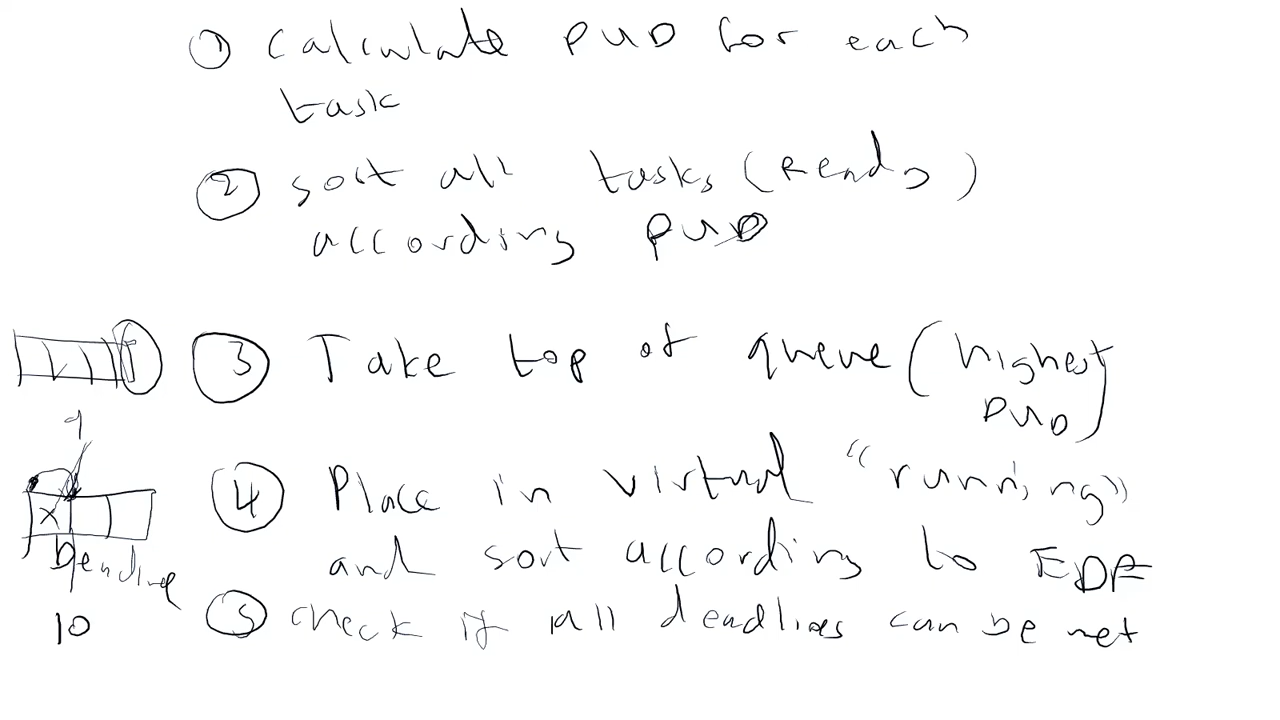 ① calculate PUD for each
task
② sort all tasks (Ready)
according PUD
③ Take top of queue (highest
PUD)
④ Place in virtual "running"
and sort according to EDF
Deadline
⑤ check if all deadlines can be met
10